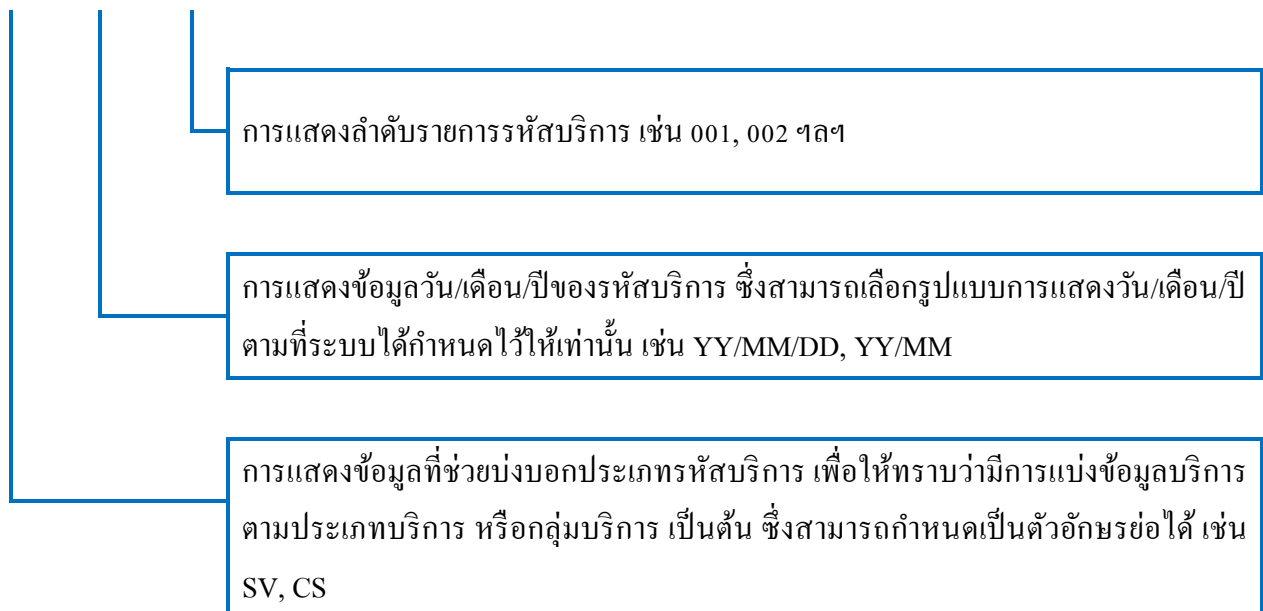 การแสดงลำดับรายการรหัสบริการ เช่น 001, 002 ฯลฯ
การแสดงข้อมูลวัน/เดือน/ปีของรหัสบริการ ซึ่งสามารถเลือกรูปแบบการแสดงวัน/เดือน/ปี
ตามที่ระบบได้กำหนดไว้ให้เท่านั้น เช่น YY/MM/DD, YY/MM
การแสดงข้อมูลที่ช่วยบ่งบอกประเภทรหัสบริการ เพื่อให้ทราบว่ามีการแบ่งข้อมูลบริการ
ตามประเภทบริการ หรือกลุ่มบริการ เป็นต้น ซึ่งสามารถกำหนดเป็นตัวอักษรย่อได้ เช่น
SV, CS